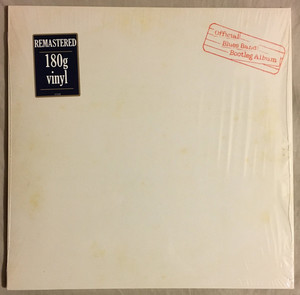 REMASTERED
180g
vinyl
Official
Blues Band
Bootleg Album